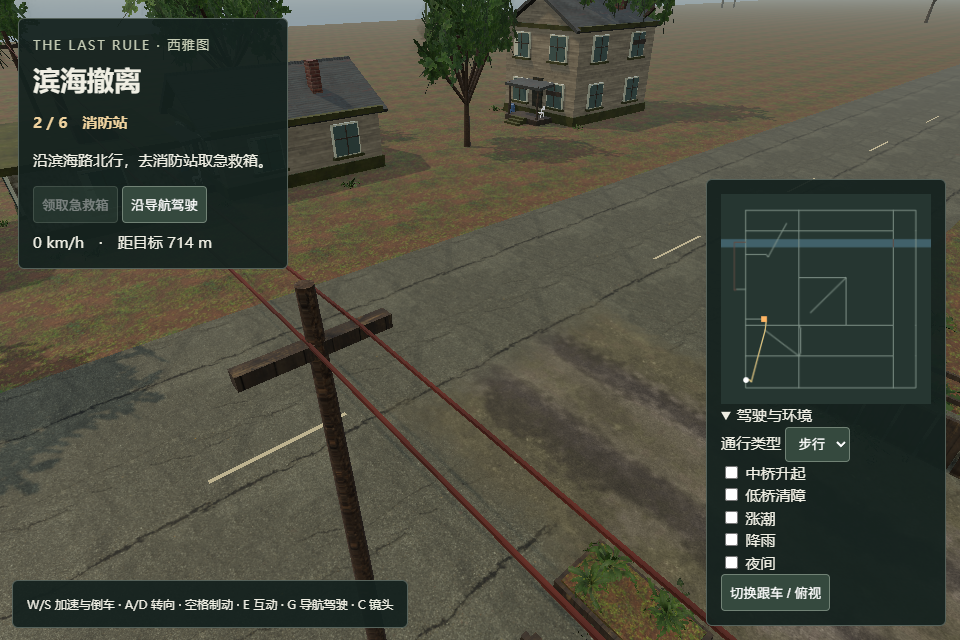 THE LAST RULE · 西雅图
滨海撤离
2 / 6 消防站
沿滨海路北行，去消防站取急救箱。
领取急救箱 沿导航驾驶
0 km/h · 距目标 714 m
▼ 驾驶与环境
通行类型 步行
中桥升起
低桥清障
涨潮
降雨
夜间
切换跟车 / 俯视
W/S 加速与倒车 · A/D 转向 · 空格制动 · E 互动 · G 导航驾驶 · C 镜头